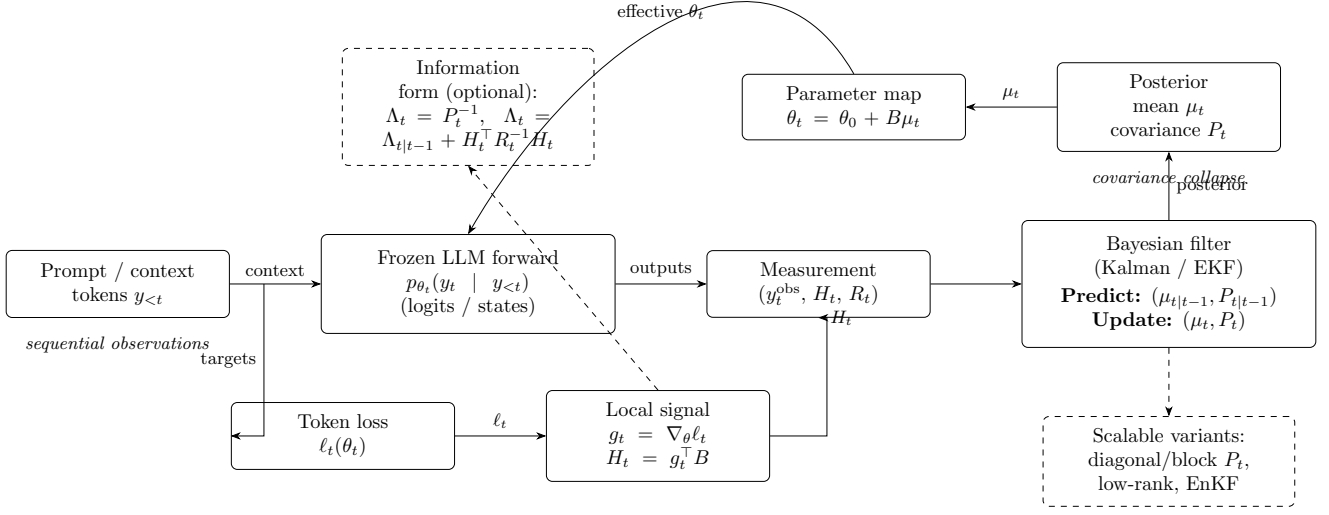 effective θ_t
Information
form (optional):
Λ_t = P_t^{-1}, Λ_t =
Λ_{t|t−1} + H_t^⊤ R_t^{-1} H_t
Parameter map
θ_t = θ_0 + Bμ_t
μ_t
Posterior
mean μ_t
covariance P_t
covariance collapse
posterior
Prompt / context
tokens y_{<t}
sequential observations
context
targets
Frozen LLM forward
p_{θ_t}(y_t | y_{<t})
(logits / states)
outputs
Measurement
(y_t^{obs}, H_t, R_t)
H_t
Bayesian filter
(Kalman / EKF)
Predict: (μ_{t|t−1}, P_{t|t−1})
Update: (μ_t, P_t)
Token loss
ℓ_t(θ_t)
ℓ_t
Local signal
g_t = ∇_θ ℓ_t
H_t = g_t^⊤ B
Scalable variants:
diagonal/block P_t,
low-rank, EnKF